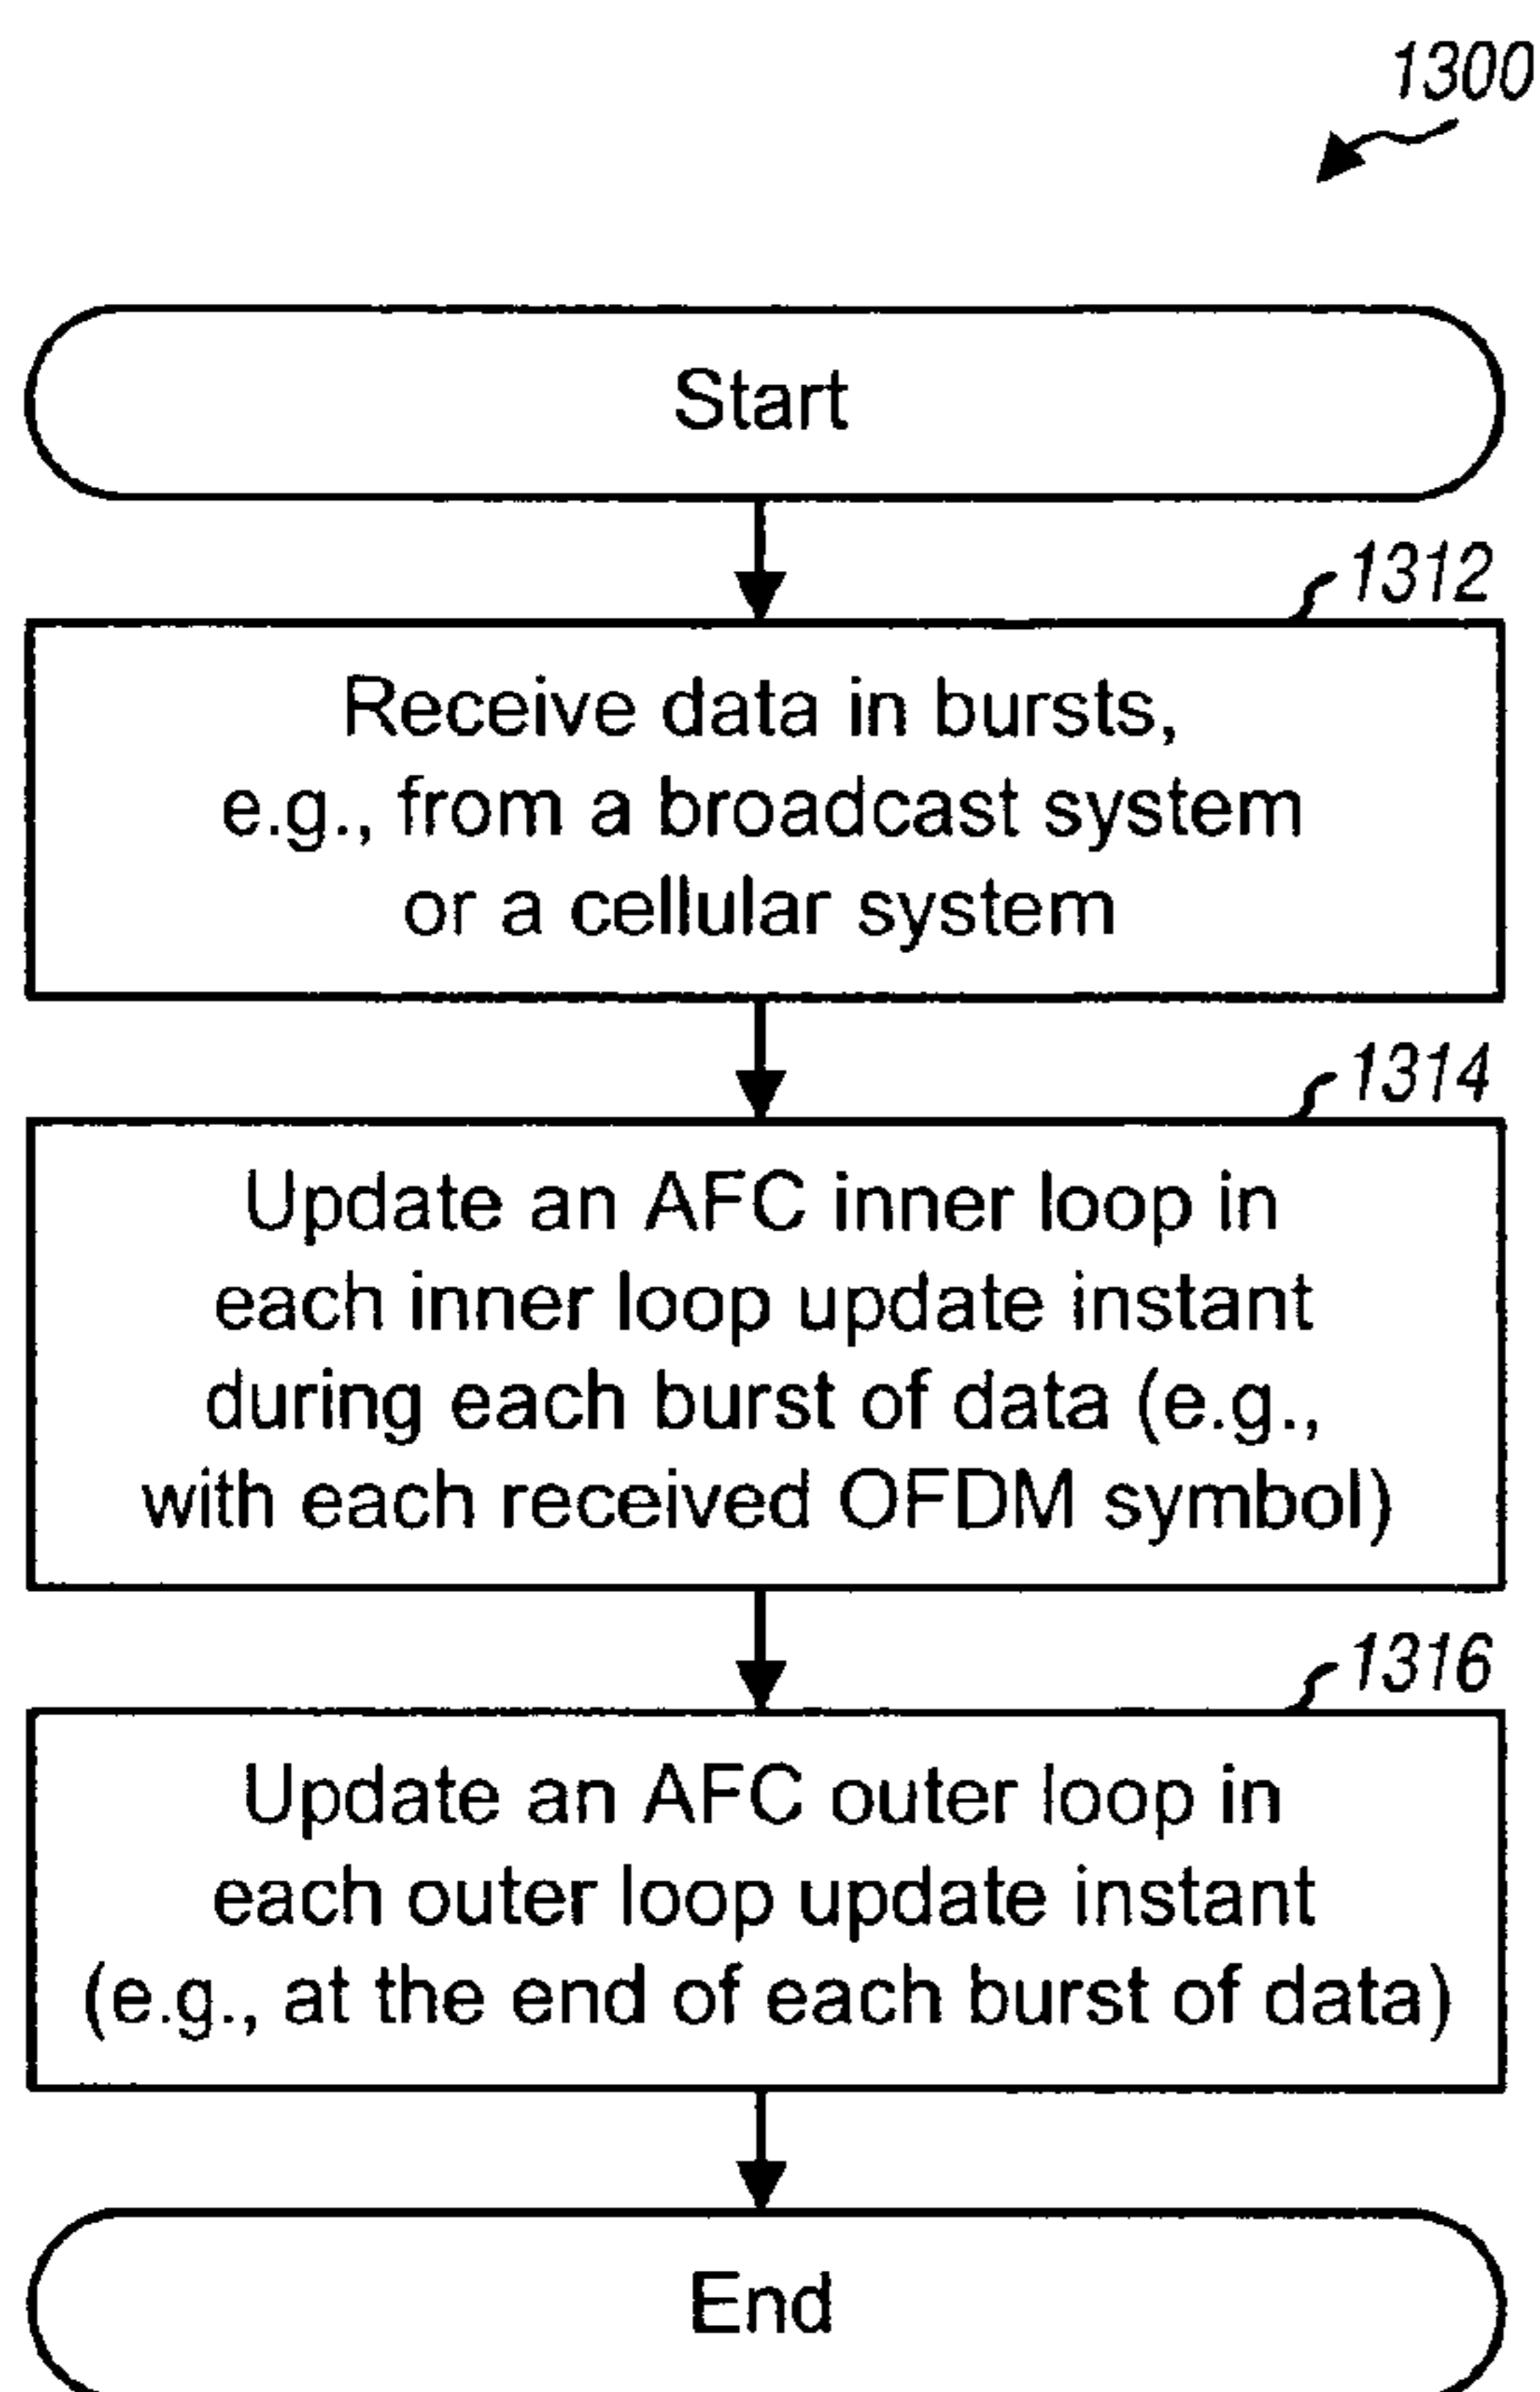 1300
Start
1312
Receive data in bursts,
e.g., from a broadcast system
or a cellular system
1314
Update an AFC inner loop in
each inner loop update instant
during each burst of data (e.g.,
with each received OFDM symbol)
1316
Update an AFC outer loop in
each outer loop update instant
(e.g., at the end of each burst of data)
End